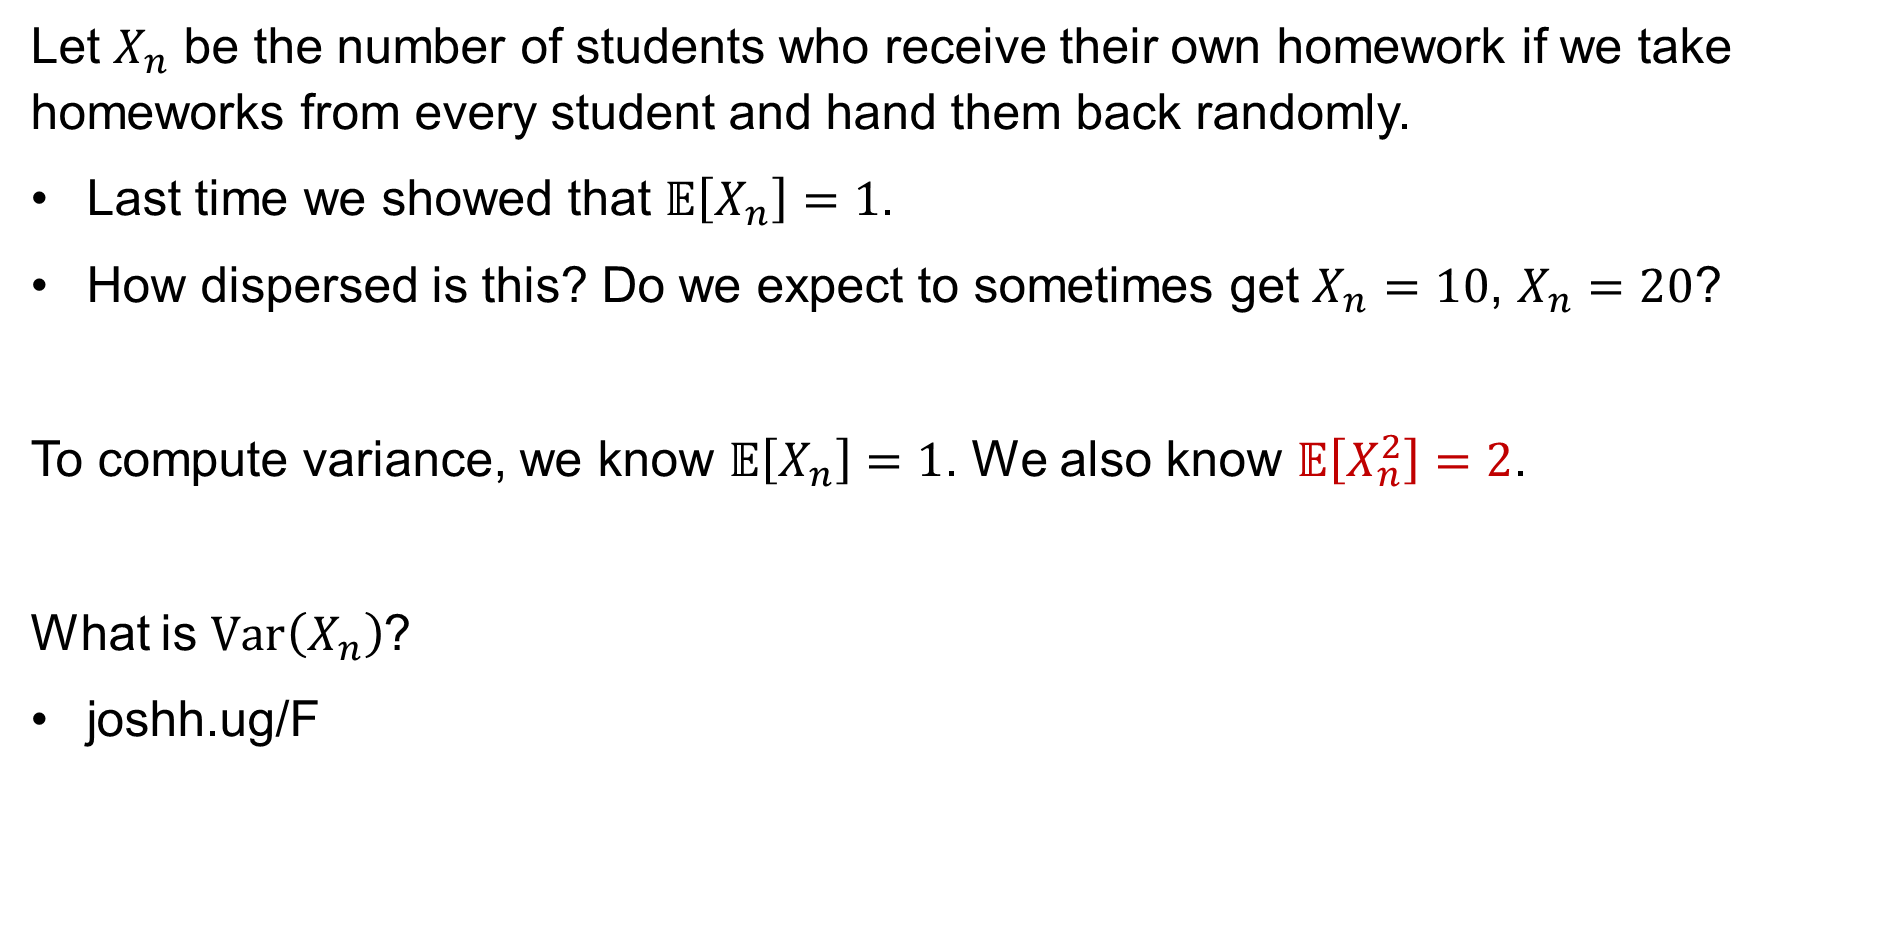 Let Xₙ be the number of students who receive their own homework if we take
homeworks from every student and hand them back randomly.
• Last time we showed that 𝔼[Xₙ] = 1.
• How dispersed is this? Do we expect to sometimes get Xₙ = 10, Xₙ = 20?
To compute variance, we know 𝔼[Xₙ] = 1. We also know 𝔼[Xₙ²] = 2.
What is Var(Xₙ)?
• joshh.ug/F